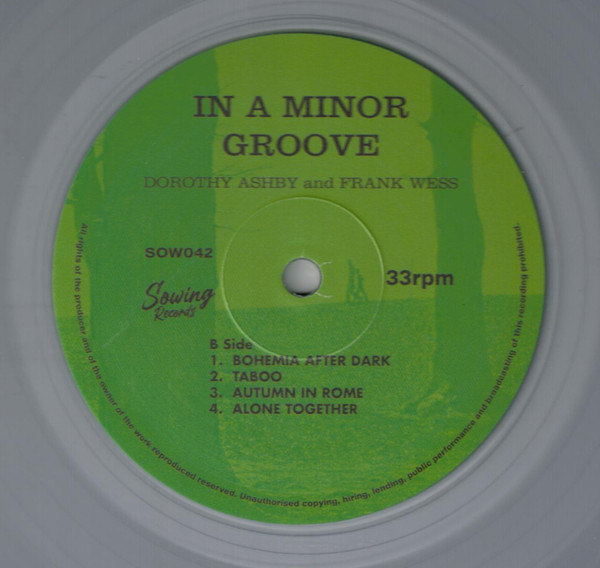 IN A MINOR
GROOVE
DOROTHY ASHBY and FRANK WESS
SOW042
33rpm
Sowing
Records
B Side
1. BOHEMIA AFTER DARK
2. TABOO
3. AUTUMN IN ROME
4. ALONE TOGETHER
All rights of the producer and of the owner of the work reproduced reserved. Unauthorised copying, hiring, lending, public performance and broadcasting of this recording prohibited.